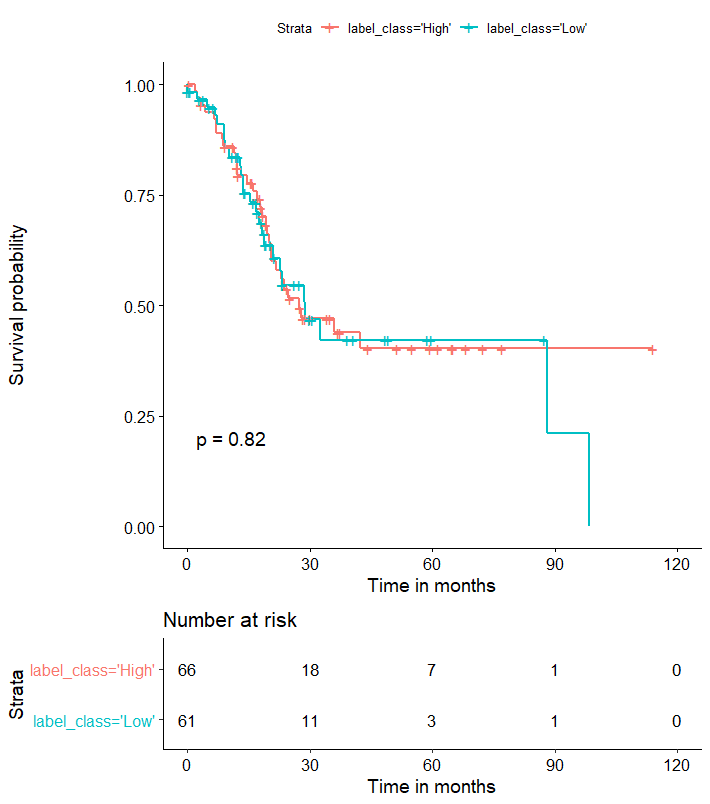 Strata label_class='High' label_class='Low'
Survival probability
1.00
0.75
0.50
0.25
0.00
p = 0.82
0 30 60 90 120
Time in months
Number at risk
Strata
label_class='High' 66 18 7 1 0
label_class='Low' 61 11 3 1 0
0 30 60 90 120
Time in months